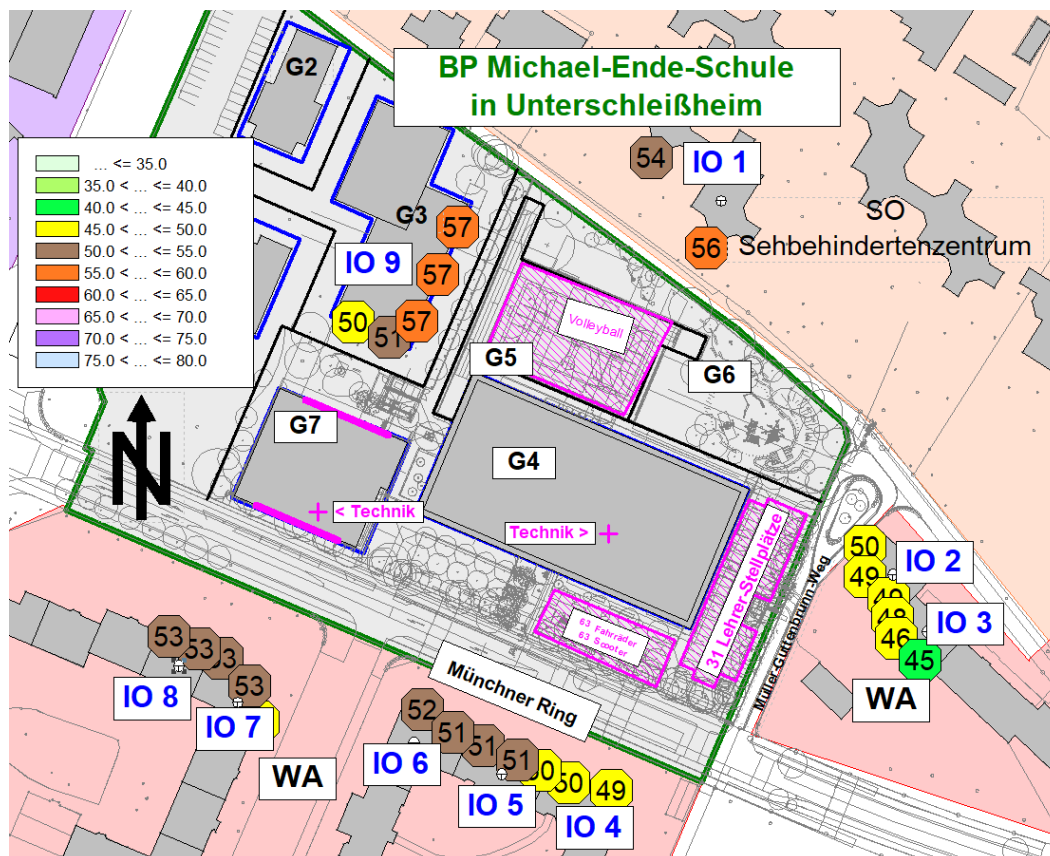 BP Michael-Ende-Schule
in Unterschleißheim
G2
... <= 35.0
35.0 < ... <= 40.0
40.0 < ... <= 45.0
45.0 < ... <= 50.0
50.0 < ... <= 55.0
55.0 < ... <= 60.0
60.0 < ... <= 65.0
65.0 < ... <= 70.0
70.0 < ... <= 75.0
75.0 < ... <= 80.0
54
IO 1
SO
56
Sehbehindertenzentrum
G3
57
IO 9
57
50
51
57
Volleyball
G5
G6
G7
G4
N
< Technik
Technik >
31 Lehrer-Stellplätze
63 Fahrräder
63 Scooter
Müller-Guttenbrunn-Weg
Münchner Ring
50
IO 2
49
49
48
IO 3
46
45
WA
53
53
53
53
IO 8
IO 7
WA
52
51
51
51
50
50
49
IO 6
IO 5
IO 4